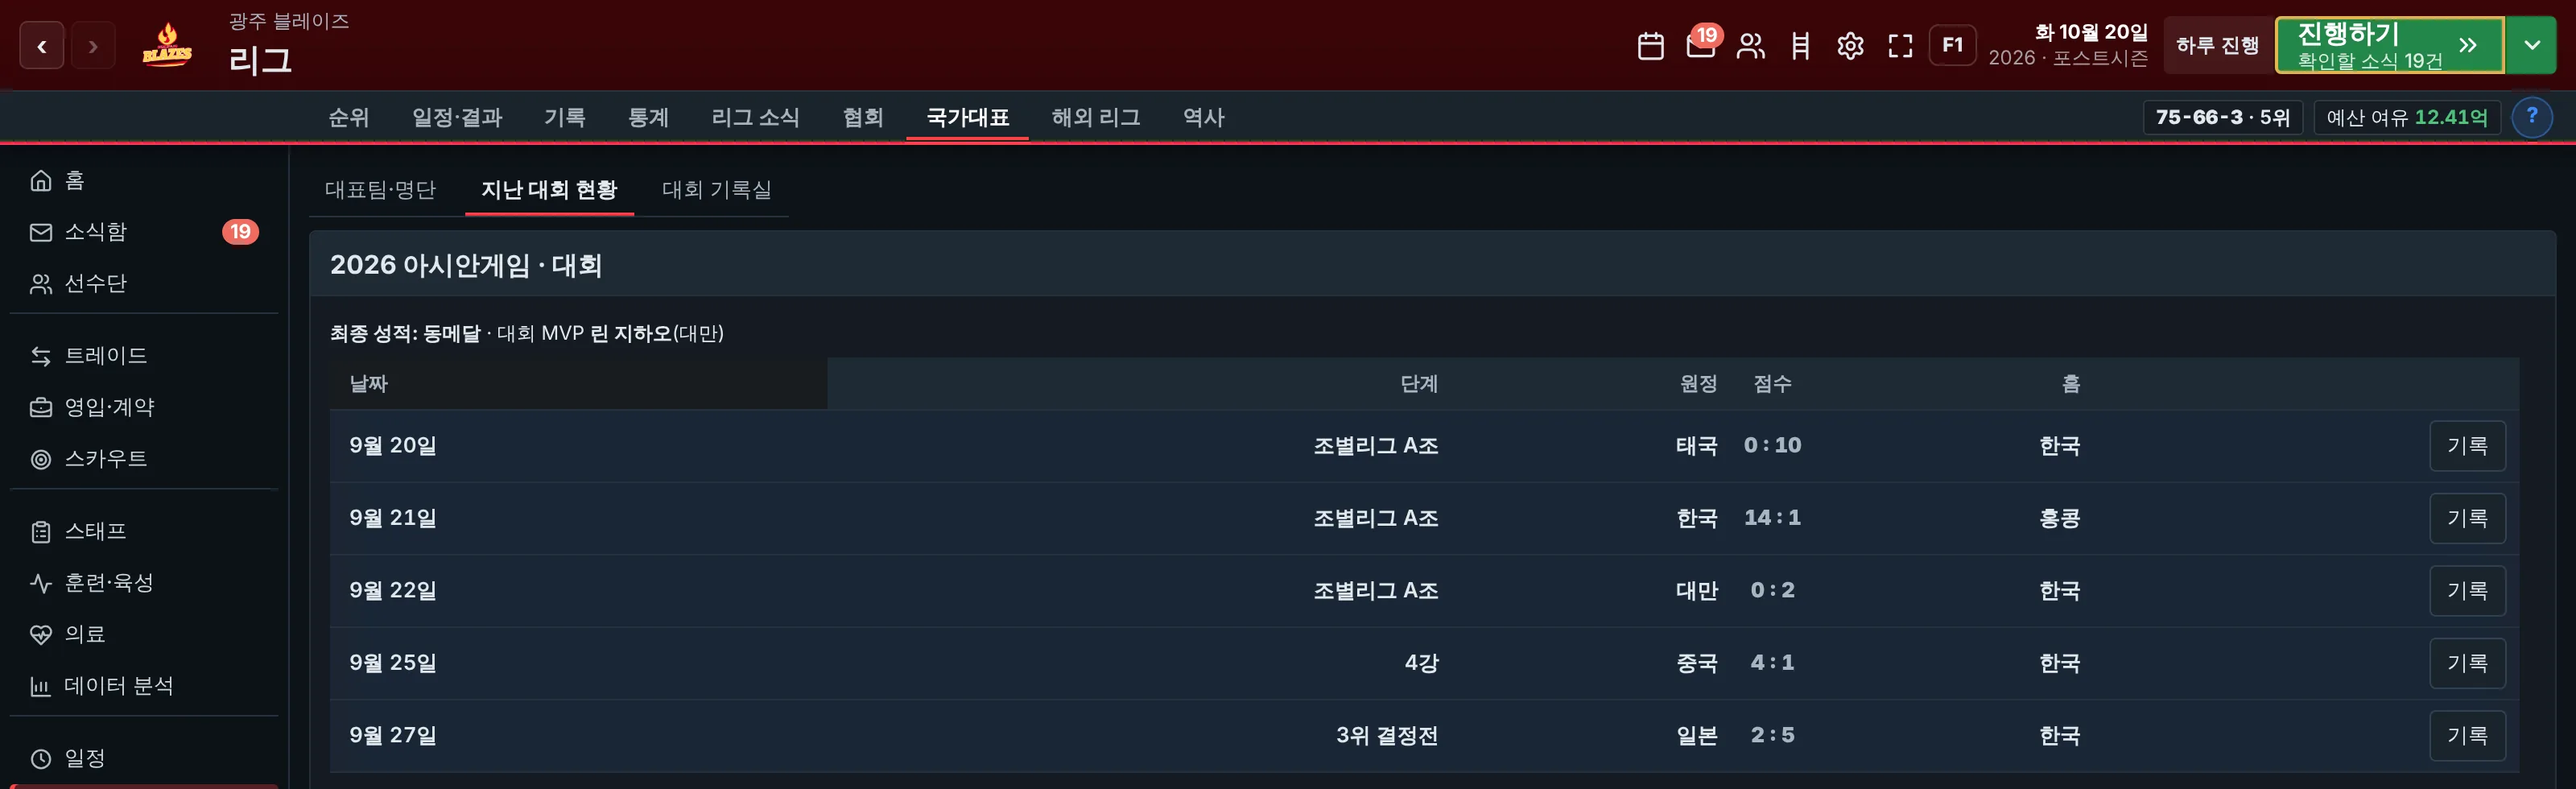 광주 블레이즈
리그
BLAZES
19
F1
화 10월 20일
2026 · 포스트시즌
하루 진행
진행하기
확인할 소식 19건
순위 일정·결과 기록 통계 리그 소식 협회 국가대표 해외 리그 역사
75-66-3 · 5위
예산 여유 12.41억
?
홈
소식함 19
선수단
트레이드
영입·계약
스카우트
스태프
훈련·육성
의료
데이터 분석
일정
대표팀·명단 지난 대회 현황 대회 기록실
2026 아시안게임 · 대회
최종 성적: 동메달 · 대회 MVP 린 지하오(대만)
날짜 단계 원정 점수 홈
9월 20일 조별리그 A조 태국 0 : 10 한국 기록
9월 21일 조별리그 A조 한국 14 : 1 홍콩 기록
9월 22일 조별리그 A조 대만 0 : 2 한국 기록
9월 25일 4강 중국 4 : 1 한국 기록
9월 27일 3위 결정전 일본 2 : 5 한국 기록